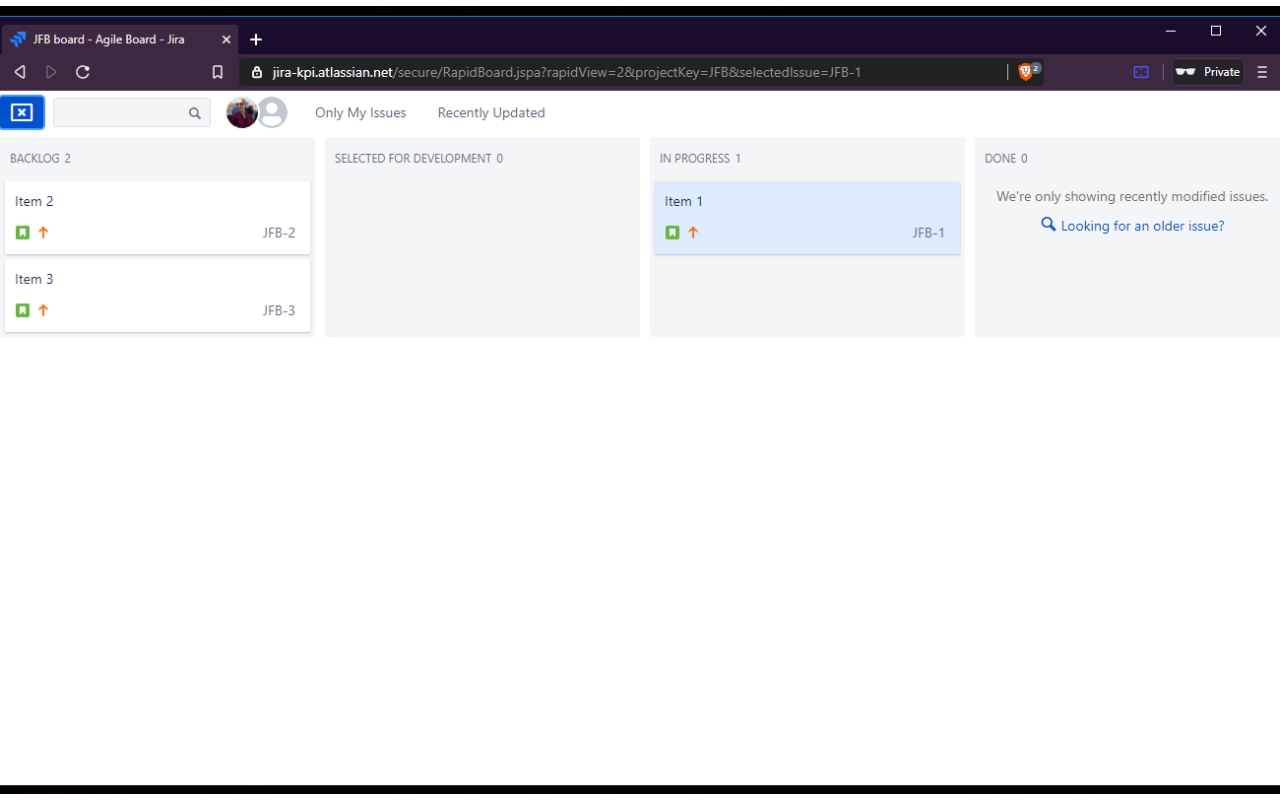 JFB board - Agile Board - Jira
jira-kpi.atlassian.net/secure/RapidBoard.jspa?rapidView=2&projectKey=JFB&selectedIssue=JFB-1
2
Private
Only My Issues
Recently Updated
BACKLOG 2
SELECTED FOR DEVELOPMENT 0
IN PROGRESS 1
DONE 0
Item 2
JFB-2
Item 3
JFB-3
Item 1
JFB-1
We're only showing recently modified issues.
Looking for an older issue?